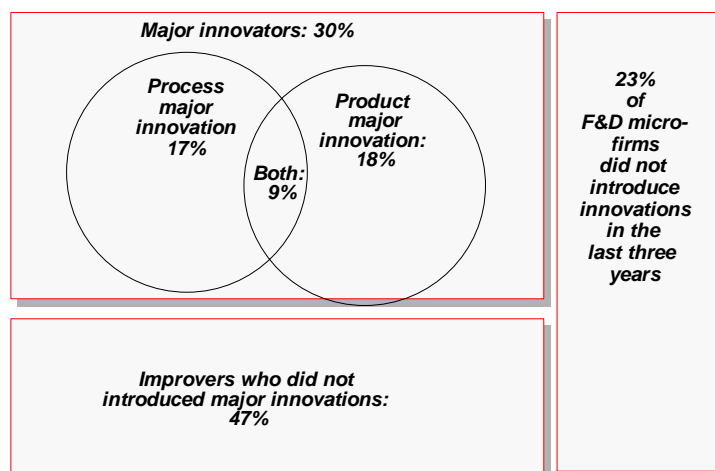 Major innovators: 30%
Process
major
innovation
17%
Product
major
innovation:
18%
Both:
9%
23%
of
F&D micro-
firms
did not
introduce
innovations
in the
last three
years
Improvers who did not
introduced major innovations:
47%